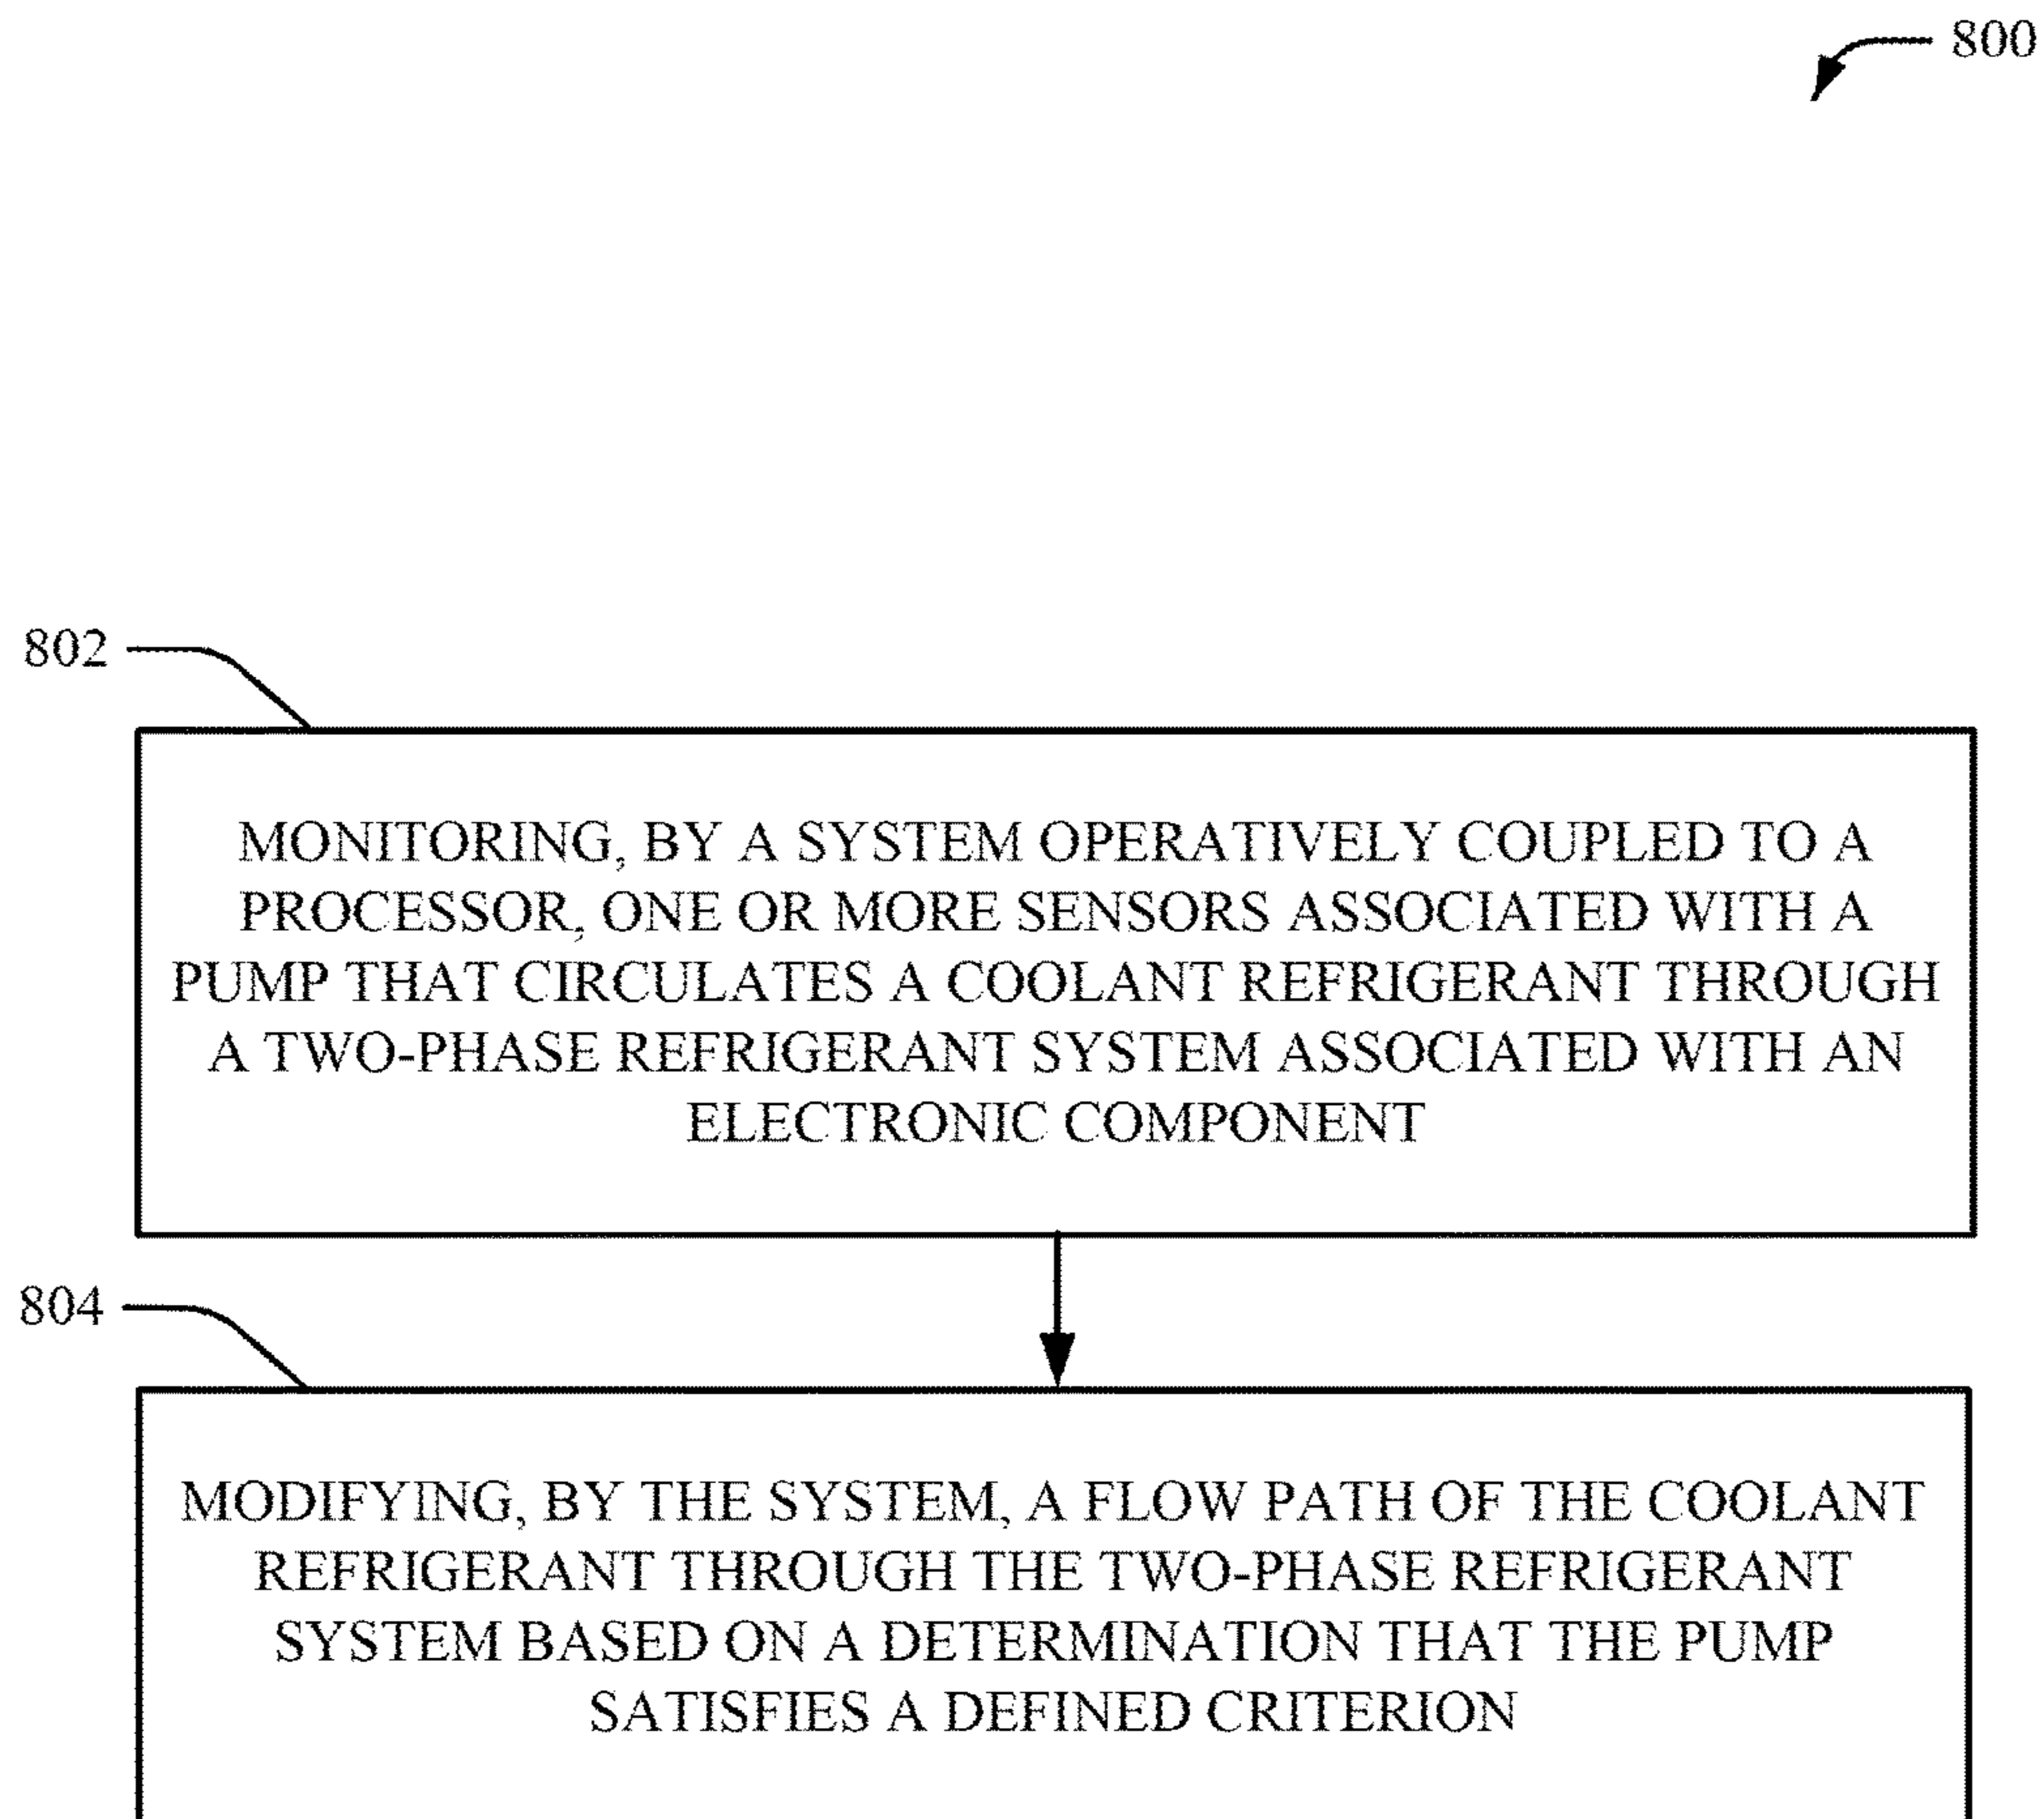 800
802
MONITORING, BY A SYSTEM OPERATIVELY COUPLED TO A
PROCESSOR, ONE OR MORE SENSORS ASSOCIATED WITH A
PUMP THAT CIRCULATES A COOLANT REFRIGERANT THROUGH
A TWO-PHASE REFRIGERANT SYSTEM ASSOCIATED WITH AN
ELECTRONIC COMPONENT
804
MODIFYING, BY THE SYSTEM, A FLOW PATH OF THE COOLANT
REFRIGERANT THROUGH THE TWO-PHASE REFRIGERANT
SYSTEM BASED ON A DETERMINATION THAT THE PUMP
SATISFIES A DEFINED CRITERION